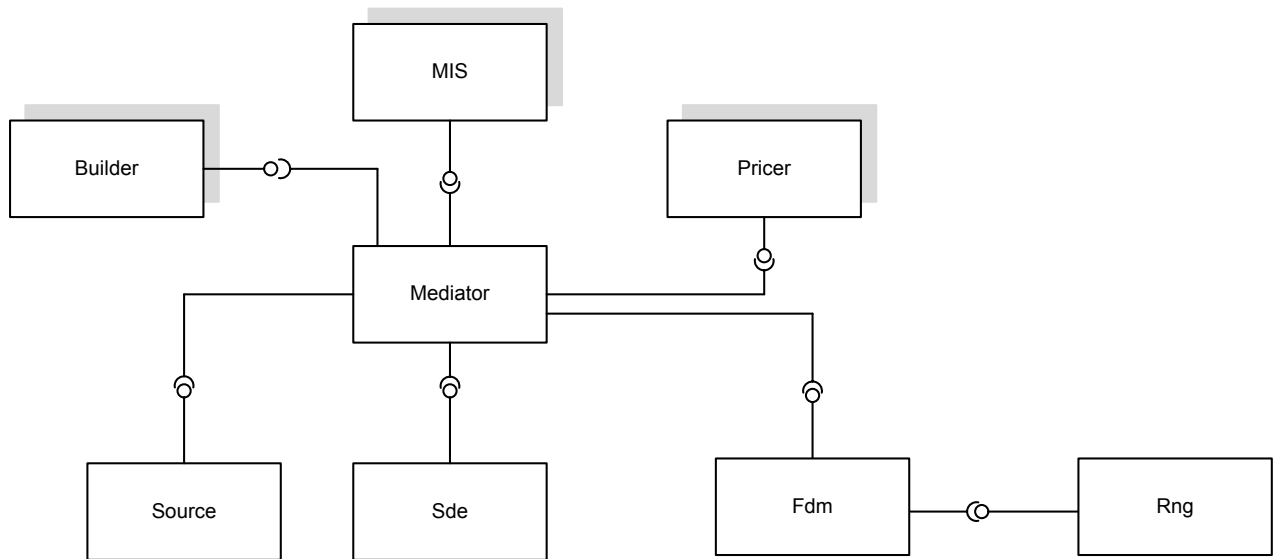 MIS
Builder
Pricer
Mediator
Source
Sde
Fdm
Rng